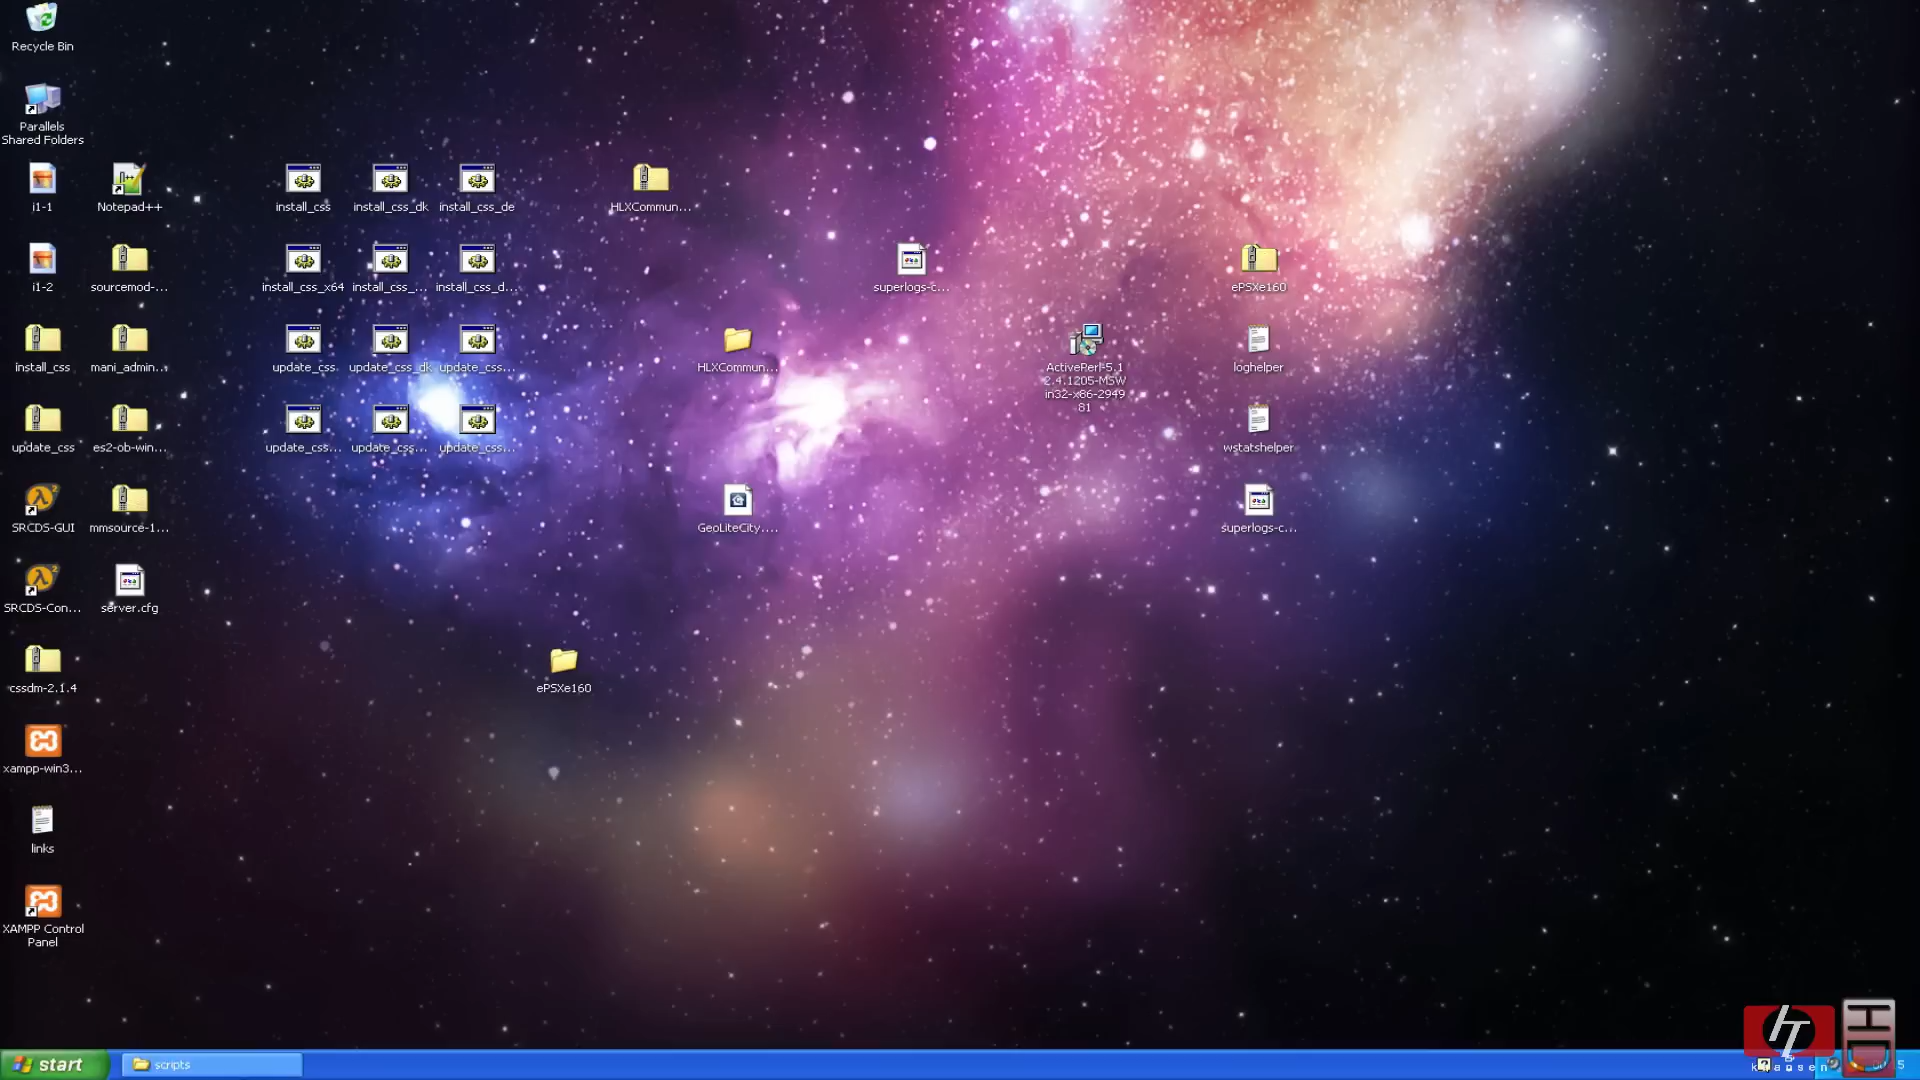 Recycle Bin
Parallels
Shared Folders
i1-1
Notepad++
install_css
install_css_dk
install_css_de
HLXCommun...
i1-2
sourcemod-...
install_css_x64
install_css_...
install_css_d...
superlogs-c...
ePSXe160
install_css
mani_admin...
update_css
update_css_dk
update_css...
HLXCommun...
ActivePerl-5.1
2.4.1205-MSW
in32-x86-2949
81
loghelper
update_css
es2-ob-win...
update_css...
update_css...
update_css...
wstatshelper
SRCDS-GUI
mmsource-1...
GeoLiteCity....
superlogs-c...
SRCDS-Con...
server.cfg
cssdm-2.1.4
ePSXe160
xampp-win3...
links
XAMPP Control
Panel
start
scripts
HD